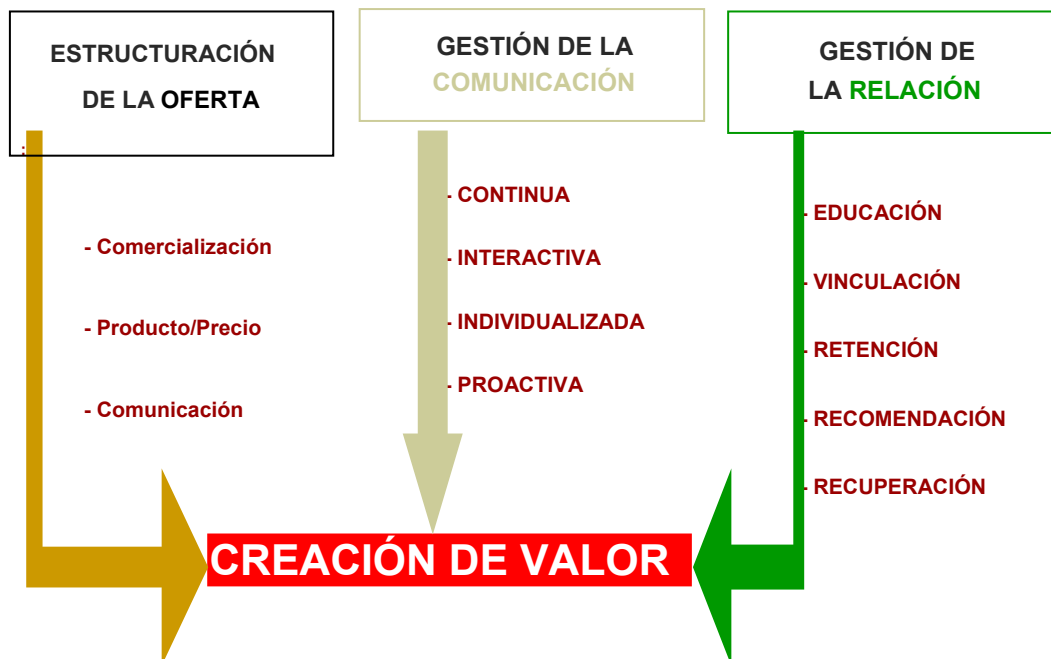 ESTRUCTURACIÓN
DE LA OFERTA
:
- Comercialización
- Producto/Precio
- Comunicación
GESTIÓN DE LA
COMUNICACIÓN
- CONTINUA
- INTERACTIVA
- INDIVIDUALIZADA
- PROACTIVA
GESTIÓN DE
LA RELACIÓN
- EDUCACIÓN
- VINCULACIÓN
- RETENCIÓN
- RECOMENDACIÓN
- RECUPERACIÓN
CREACIÓN DE VALOR